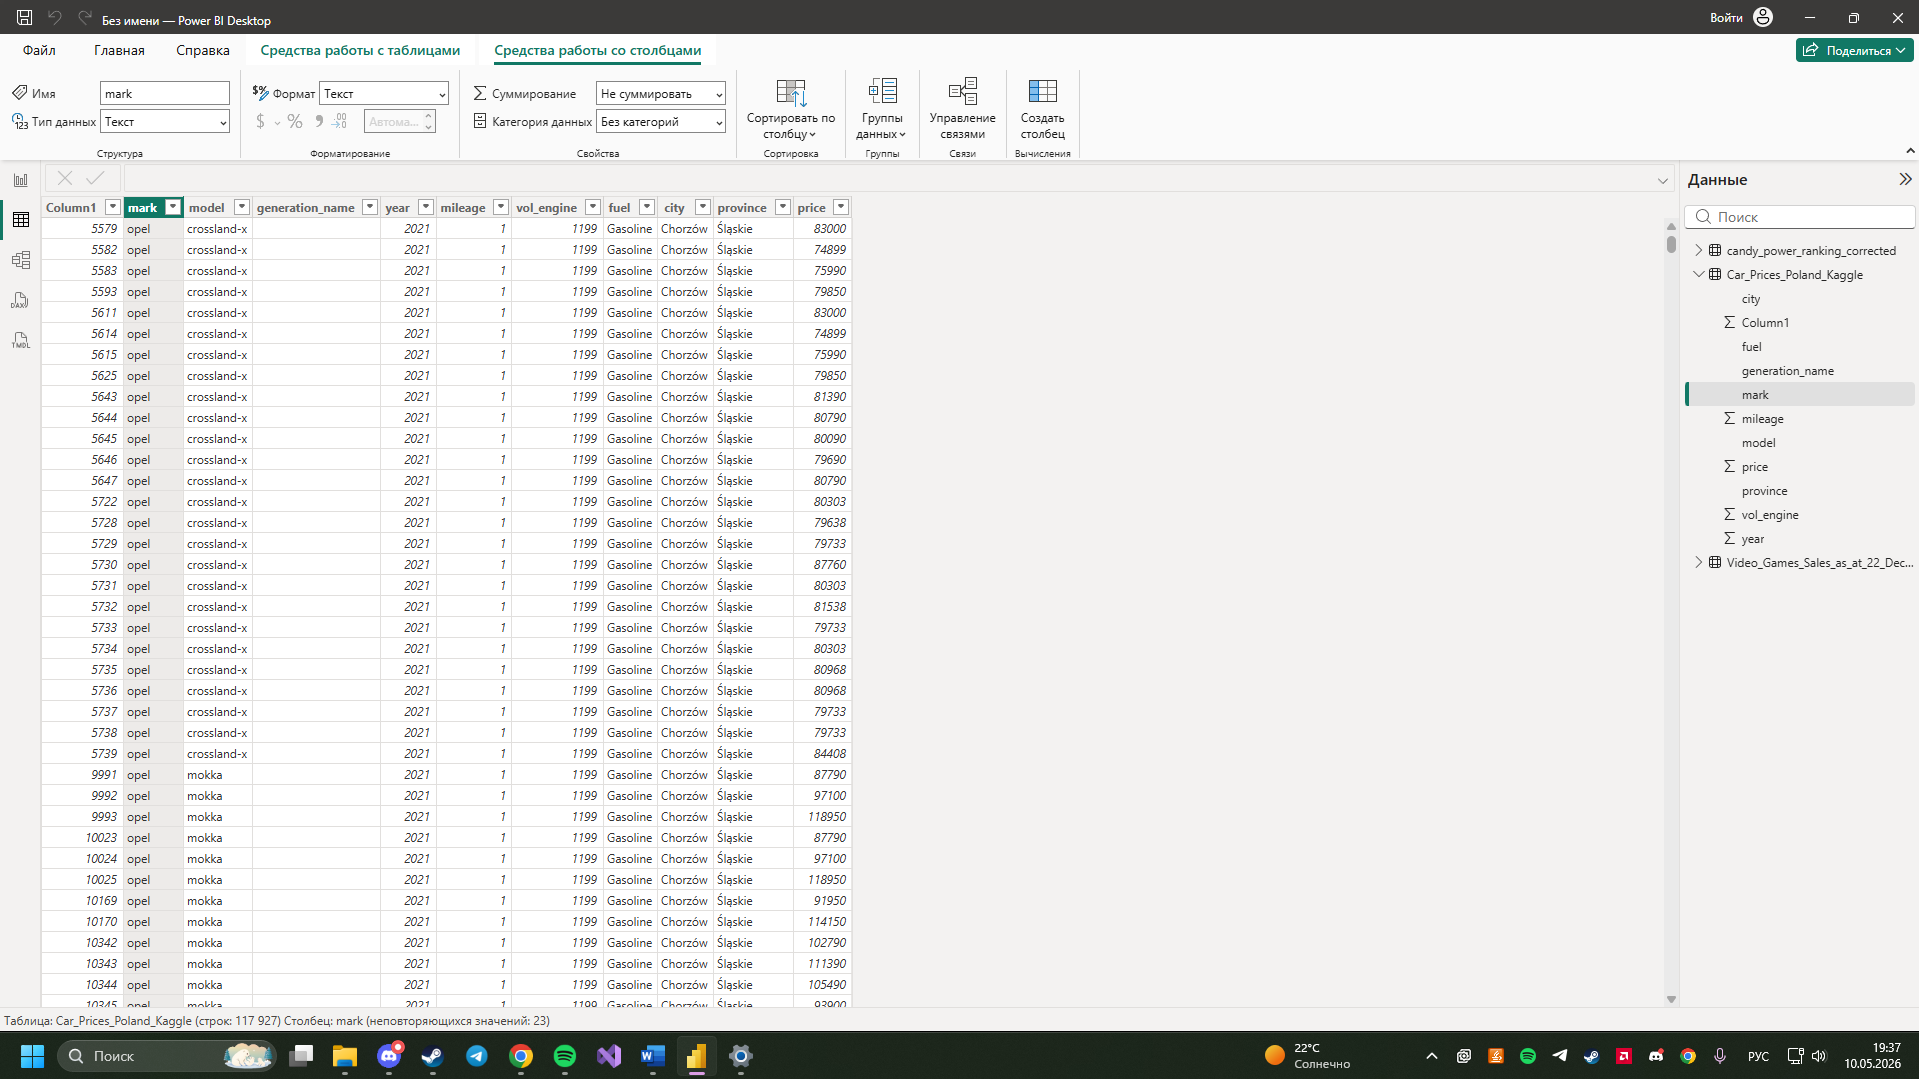 Без имени — Power BI Desktop
Войти
Файл Главная Справка Средства работы с таблицами Средства работы со столбцами
Поделиться
Имя mark
Тип данных Текст
Структура
Формат Текст
$ % 9 Автома...
Форматирование
Суммирование Не суммировать
Категория данных Без категорий
Свойства
Сортировать по столбцу
Сортировка
Группы данных
Группы
Управление связями
Связи
Создать столбец
Вычисления
Column1 mark model generation_name year mileage vol_engine fuel city province price
5579 opel crossland-x 2021 1 1199 Gasoline Chorzów Śląskie 83000
5582 opel crossland-x 2021 1 1199 Gasoline Chorzów Śląskie 74899
5583 opel crossland-x 2021 1 1199 Gasoline Chorzów Śląskie 75990
5593 opel crossland-x 2021 1 1199 Gasoline Chorzów Śląskie 79850
5611 opel crossland-x 2021 1 1199 Gasoline Chorzów Śląskie 83000
5614 opel crossland-x 2021 1 1199 Gasoline Chorzów Śląskie 74899
5615 opel crossland-x 2021 1 1199 Gasoline Chorzów Śląskie 75990
5625 opel crossland-x 2021 1 1199 Gasoline Chorzów Śląskie 79850
5643 opel crossland-x 2021 1 1199 Gasoline Chorzów Śląskie 81390
5644 opel crossland-x 2021 1 1199 Gasoline Chorzów Śląskie 80790
5645 opel crossland-x 2021 1 1199 Gasoline Chorzów Śląskie 80090
5646 opel crossland-x 2021 1 1199 Gasoline Chorzów Śląskie 79690
5647 opel crossland-x 2021 1 1199 Gasoline Chorzów Śląskie 80790
5722 opel crossland-x 2021 1 1199 Gasoline Chorzów Śląskie 80303
5728 opel crossland-x 2021 1 1199 Gasoline Chorzów Śląskie 79638
5729 opel crossland-x 2021 1 1199 Gasoline Chorzów Śląskie 79733
5730 opel crossland-x 2021 1 1199 Gasoline Chorzów Śląskie 87760
5731 opel crossland-x 2021 1 1199 Gasoline Chorzów Śląskie 80303
5732 opel crossland-x 2021 1 1199 Gasoline Chorzów Śląskie 81538
5733 opel crossland-x 2021 1 1199 Gasoline Chorzów Śląskie 79733
5734 opel crossland-x 2021 1 1199 Gasoline Chorzów Śląskie 80303
5735 opel crossland-x 2021 1 1199 Gasoline Chorzów Śląskie 80968
5736 opel crossland-x 2021 1 1199 Gasoline Chorzów Śląskie 80968
5737 opel crossland-x 2021 1 1199 Gasoline Chorzów Śląskie 79733
5738 opel crossland-x 2021 1 1199 Gasoline Chorzów Śląskie 79733
5739 opel crossland-x 2021 1 1199 Gasoline Chorzów Śląskie 84408
9991 opel mokka 2021 1 1199 Gasoline Chorzów Śląskie 87790
9992 opel mokka 2021 1 1199 Gasoline Chorzów Śląskie 97100
9993 opel mokka 2021 1 1199 Gasoline Chorzów Śląskie 118950
10023 opel mokka 2021 1 1199 Gasoline Chorzów Śląskie 87790
10024 opel mokka 2021 1 1199 Gasoline Chorzów Śląskie 97100
10025 opel mokka 2021 1 1199 Gasoline Chorzów Śląskie 118950
10169 opel mokka 2021 1 1199 Gasoline Chorzów Śląskie 91950
10170 opel mokka 2021 1 1199 Gasoline Chorzów Śląskie 114150
10342 opel mokka 2021 1 1199 Gasoline Chorzów Śląskie 102790
10343 opel mokka 2021 1 1199 Gasoline Chorzów Śląskie 111390
10344 opel mokka 2021 1 1199 Gasoline Chorzów Śląskie 105490
10345 opel mokka 2021 1 1199 Gasoline Chorzów Śląskie 93900
Данные
Поиск
candy_power_ranking_corrected
Car_Prices_Poland_Kaggle
city
Column1
fuel
generation_name
mark
mileage
model
price
province
vol_engine
year
Video_Games_Sales_as_at_22_Dec...
Таблица: Car_Prices_Poland_Kaggle (строк: 117 927) Столбец: mark (неповторяющихся значений: 23)
Поиск
22°C
Солнечно
РУС
19:37
10.05.2026